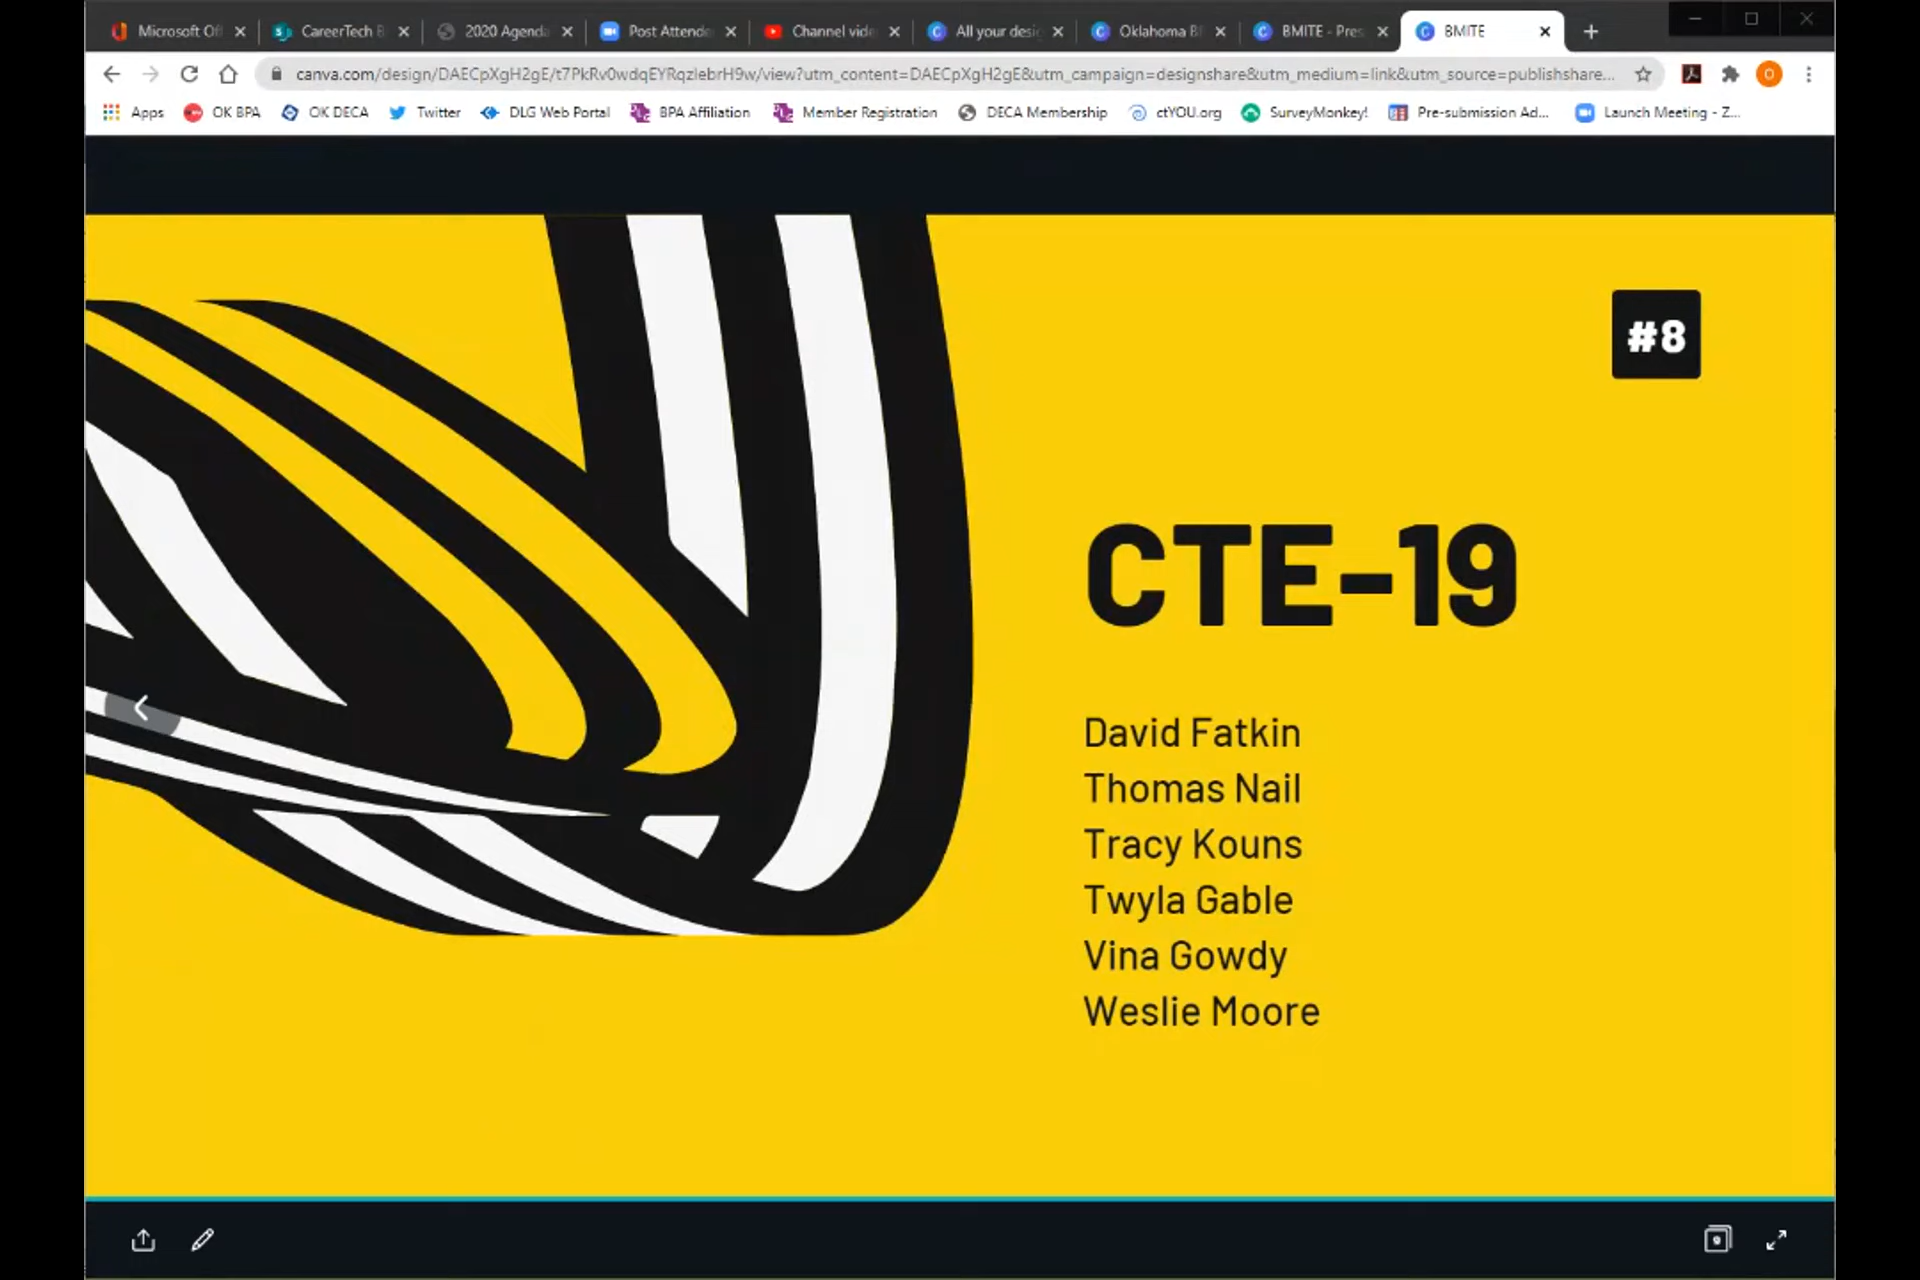 Microsoft Of
CareerTech B
2020 Agenda
Post Attende
Channel vide
All your desi
Oklahoma B
BMITE - Pres
BMITE
canva.com/design/DAECpXgH2gE/t7PkRv0wdqEYRqzlebrH9w/view?utm_content=DAECpXgH2gE&utm_campaign=designshare&utm_medium=link&utm_source=publishshare...
O
Apps
OK BPA
OK DECA
Twitter
DLG Web Portal
BPA Affiliation
Member Registration
DECA Membership
ctYOU.org
SurveyMonkey!
Pre-submission Ad...
Launch Meeting - Z...
#8
CTE-19
David Fatkin
Thomas Nail
Tracy Kouns
Twyla Gable
Vina Gowdy
Weslie Moore